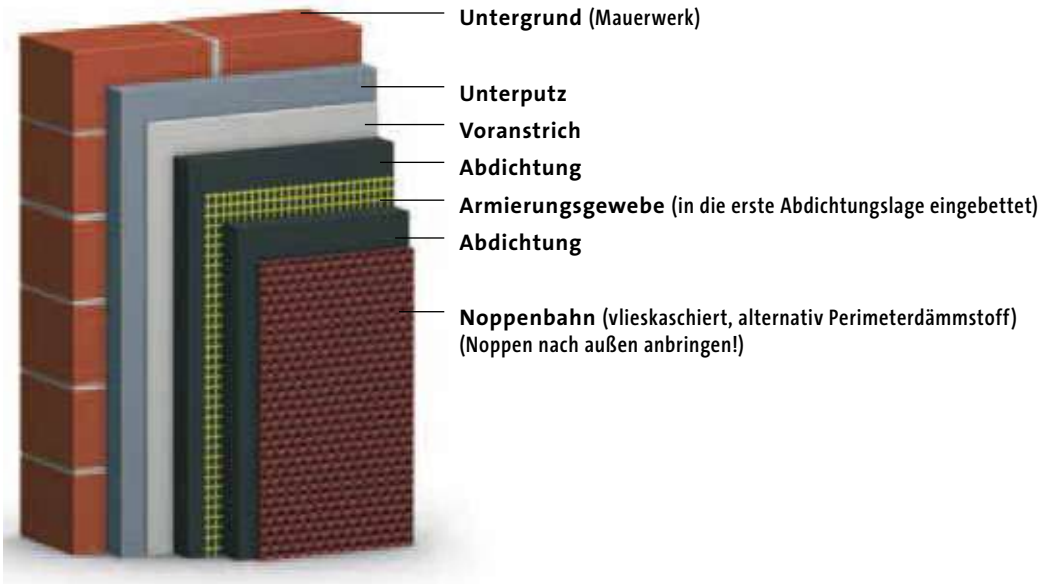 Untergrund (Mauerwerk)
Unterputz
Voranstrich
Abdichtung
Armierungsgewebe (in die erste Abdichtungslage eingebettet)
Abdichtung
Noppenbahn (vlieskaschiert, alternativ Perimeterdämmstoff)
(Noppen nach außen anbringen!)